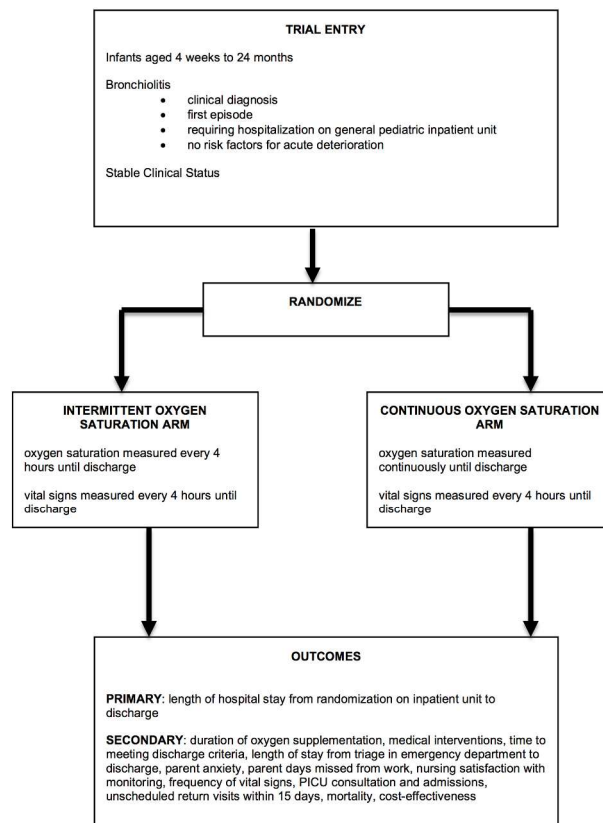 TRIAL ENTRY
Infants aged 4 weeks to 24 months
Bronchiolitis
• clinical diagnosis
• first episode
• requiring hospitalization on general pediatric inpatient unit
• no risk factors for acute deterioration
Stable Clinical Status
RANDOMIZE
INTERMITTENT OXYGEN
SATURATION ARM
oxygen saturation measured every 4
hours until discharge
vital signs measured every 4 hours until
discharge
CONTINUOUS OXYGEN SATURATION
ARM
oxygen saturation measured
continuously until discharge
vital signs measured every 4 hours until
discharge
OUTCOMES
PRIMARY: length of hospital stay from randomization on inpatient unit to
discharge
SECONDARY: duration of oxygen supplementation, medical interventions, time to
meeting discharge criteria, length of stay from triage in emergency department to
discharge, parent anxiety, parent days missed from work, nursing satisfaction with
monitoring, frequency of vital signs, PICU consultation and admissions,
unscheduled return visits within 15 days, mortality, cost-effectiveness